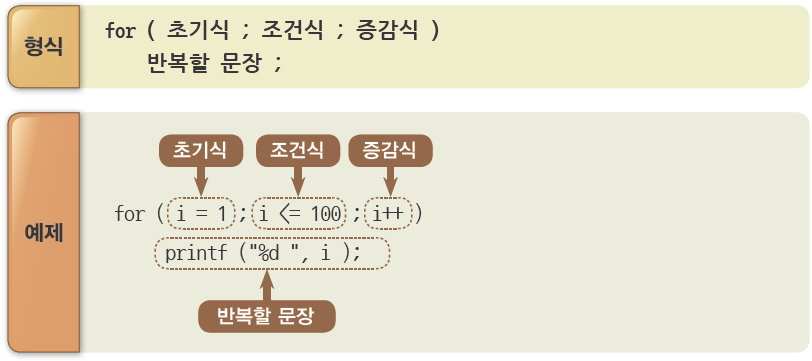 형식
for ( 초기식 ; 조건식 ; 증감식 )
반복할 문장 ;
예제
초기식 조건식 증감식
for ( i = 1 ; i <= 100 ; i++ )
printf ("%d ", i );
반복할 문장